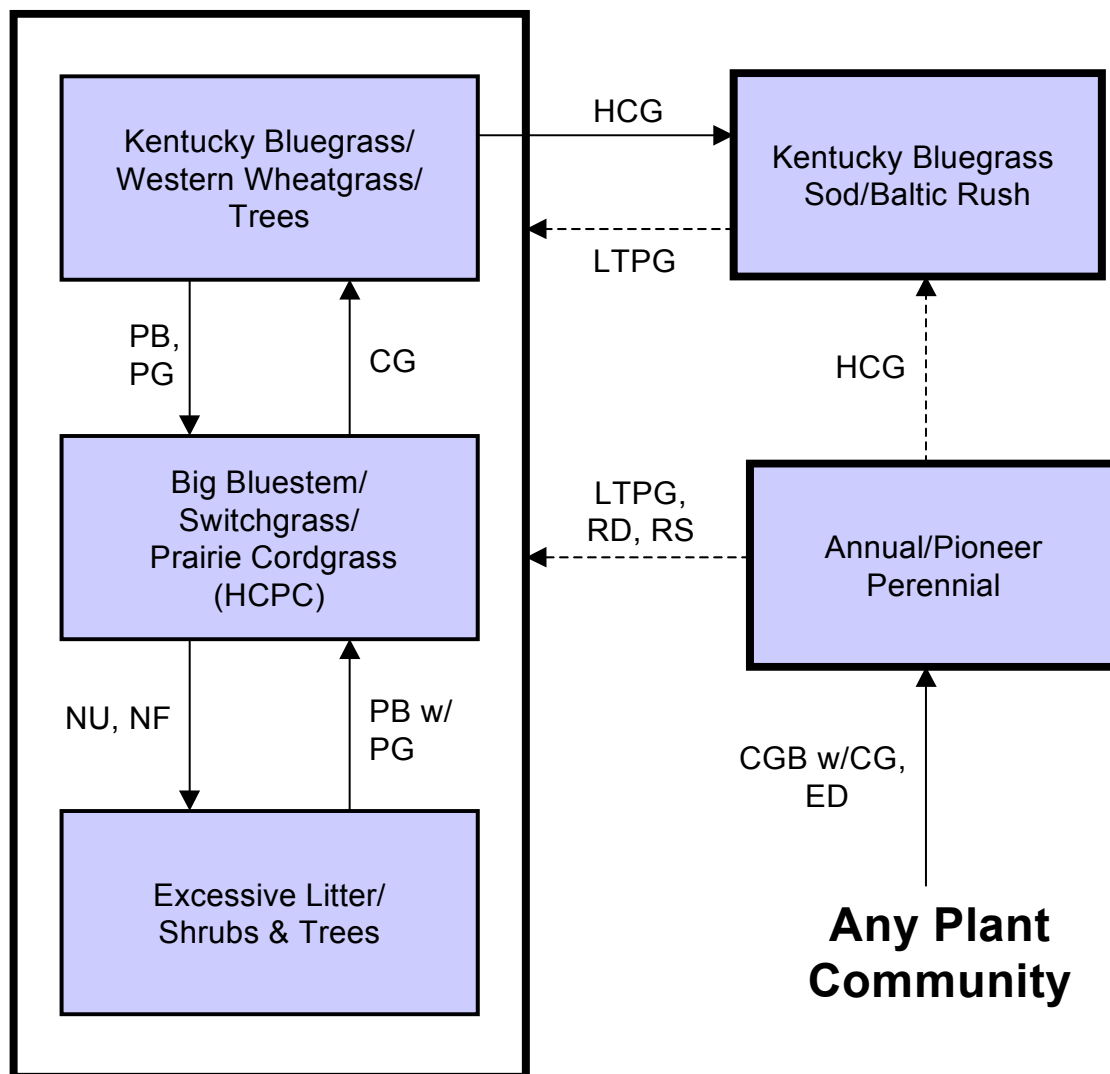 Kentucky Bluegrass/
Western Wheatgrass/
Trees
HCG
Kentucky Bluegrass
Sod/Baltic Rush
LTPG
PB,
PG
CG
HCG
Big Bluestem/
Switchgrass/
Prairie Cordgrass
(HCPC)
LTPG,
RD, RS
Annual/Pioneer
Perennial
NU, NF
PB w/
PG
CGB w/CG,
ED
Excessive Litter/
Shrubs & Trees
Any Plant
Community